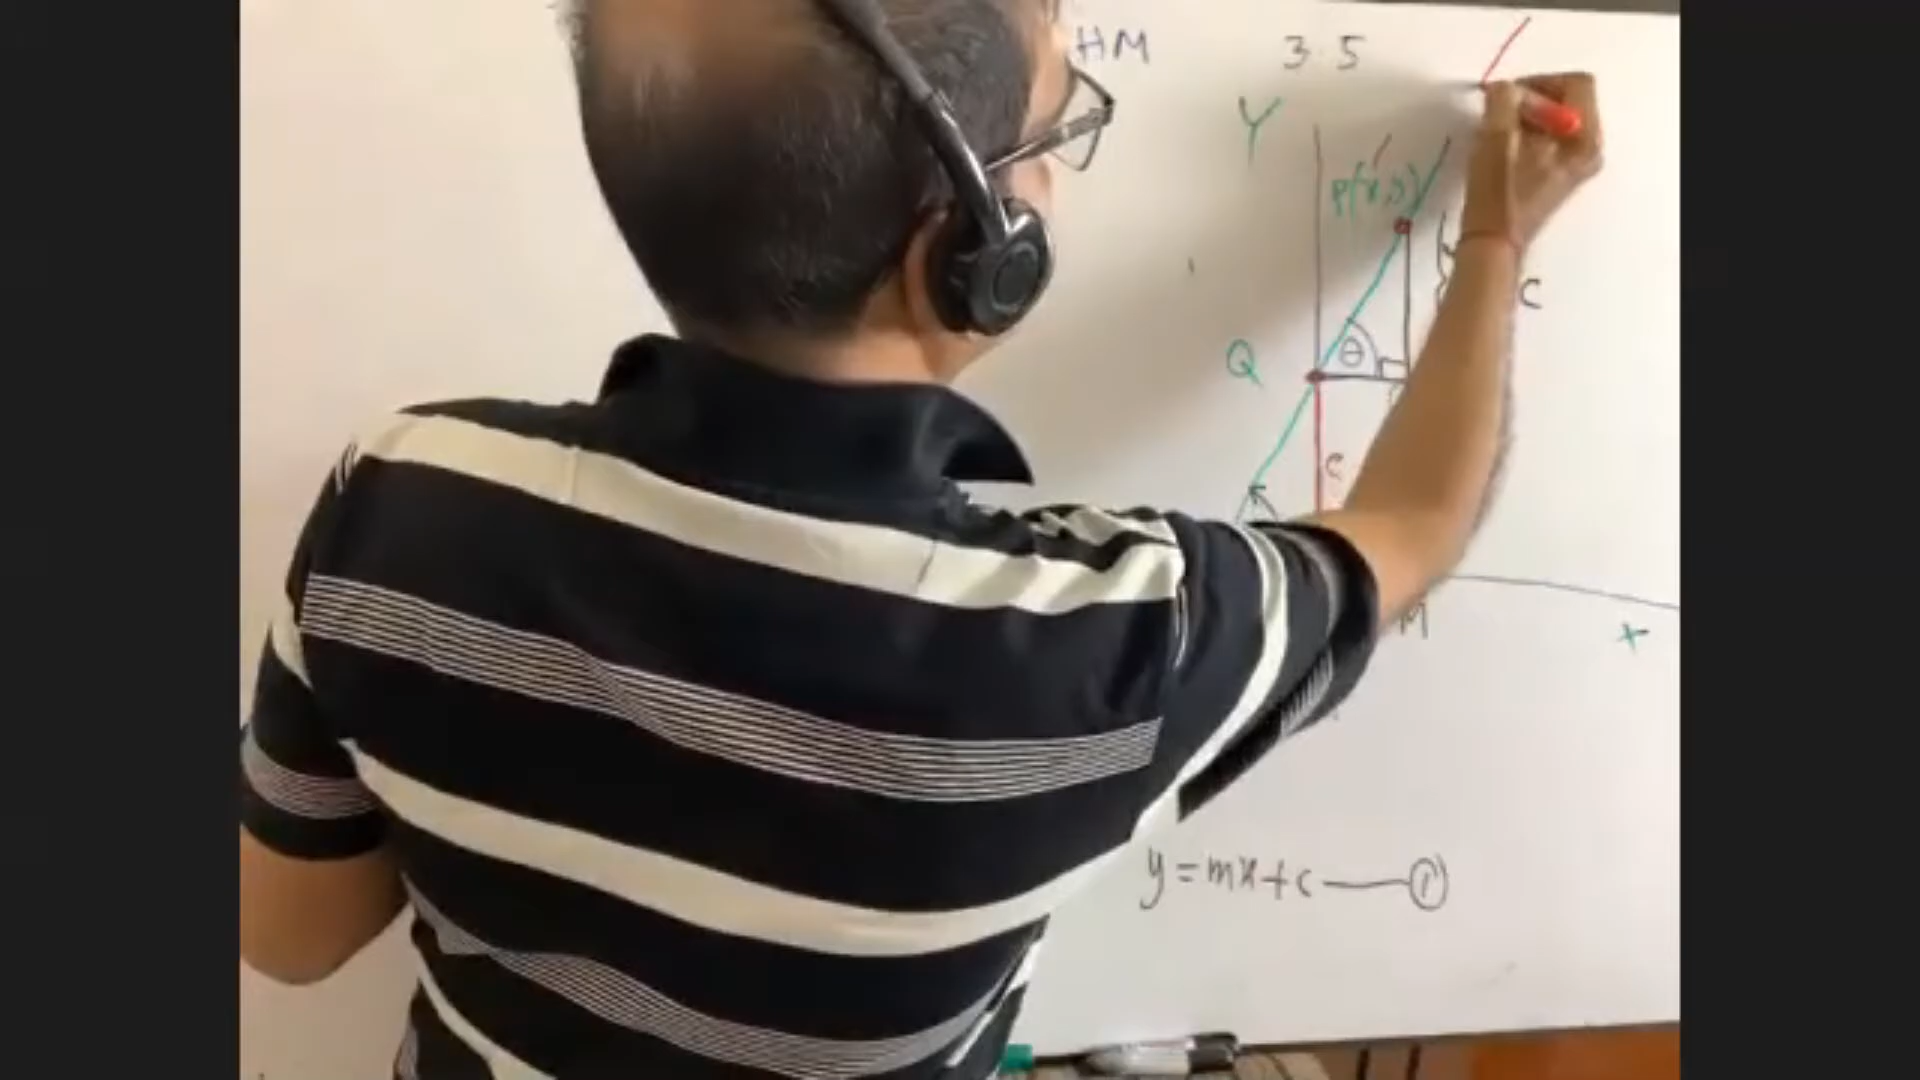 HM 3.5
Y
P(x,y)
C
Q θ
c
M
x
y = mx + c —— ①